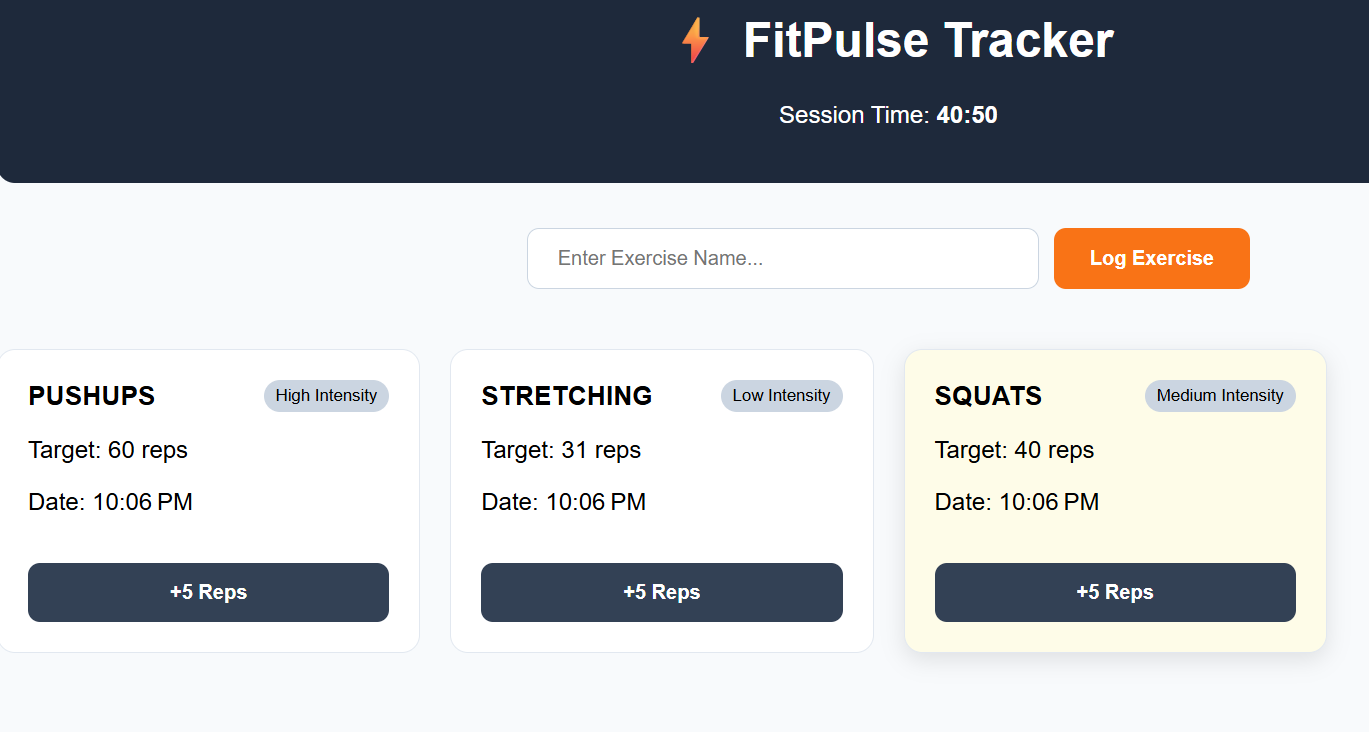 ⚡ FitPulse Tracker
Session Time: 40:50
Enter Exercise Name...
Log Exercise
PUSHUPS
High Intensity
Target: 60 reps
Date: 10:06 PM
+5 Reps
STRETCHING
Low Intensity
Target: 31 reps
Date: 10:06 PM
+5 Reps
SQUATS
Medium Intensity
Target: 40 reps
Date: 10:06 PM
+5 Reps